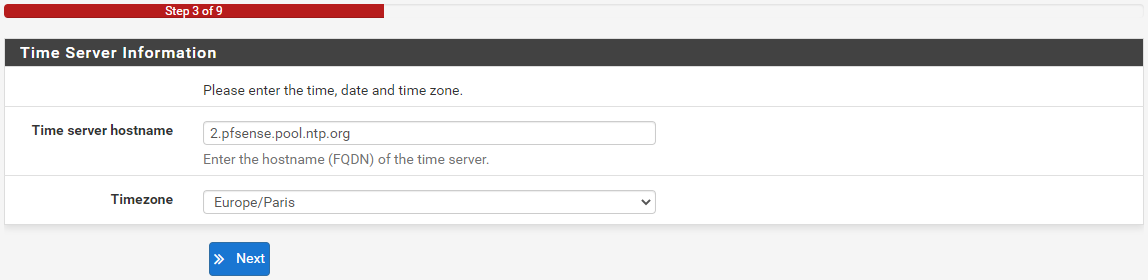 Step 3 of 9
Time Server Information
Please enter the time, date and time zone.
Time server hostname
2.pfsense.pool.ntp.org
Enter the hostname (FQDN) of the time server.
Timezone
Europe/Paris
Next